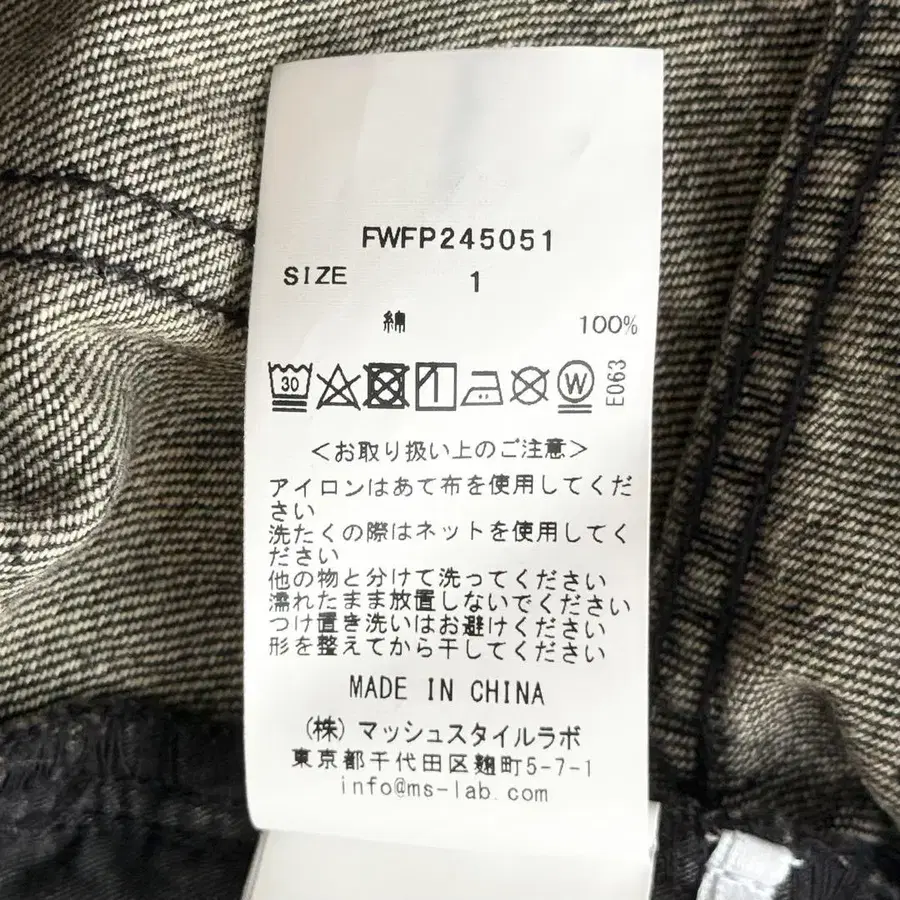 FWFP245051
SIZE 1
綿 100%
30 W E063
＜お取り扱い上のご注意＞
アイロンはあて布を使用してくだ
さい
洗たくの際はネットを使用してく
ださい
他の物と分けて洗ってください
濡れたまま放置しないでください
つけ置き洗いはお避けください
形を整えてから干してください
MADE IN CHINA
(株) マッシュスタイルラボ
東京都千代田区麹町5-7-1
info@ms-lab.com